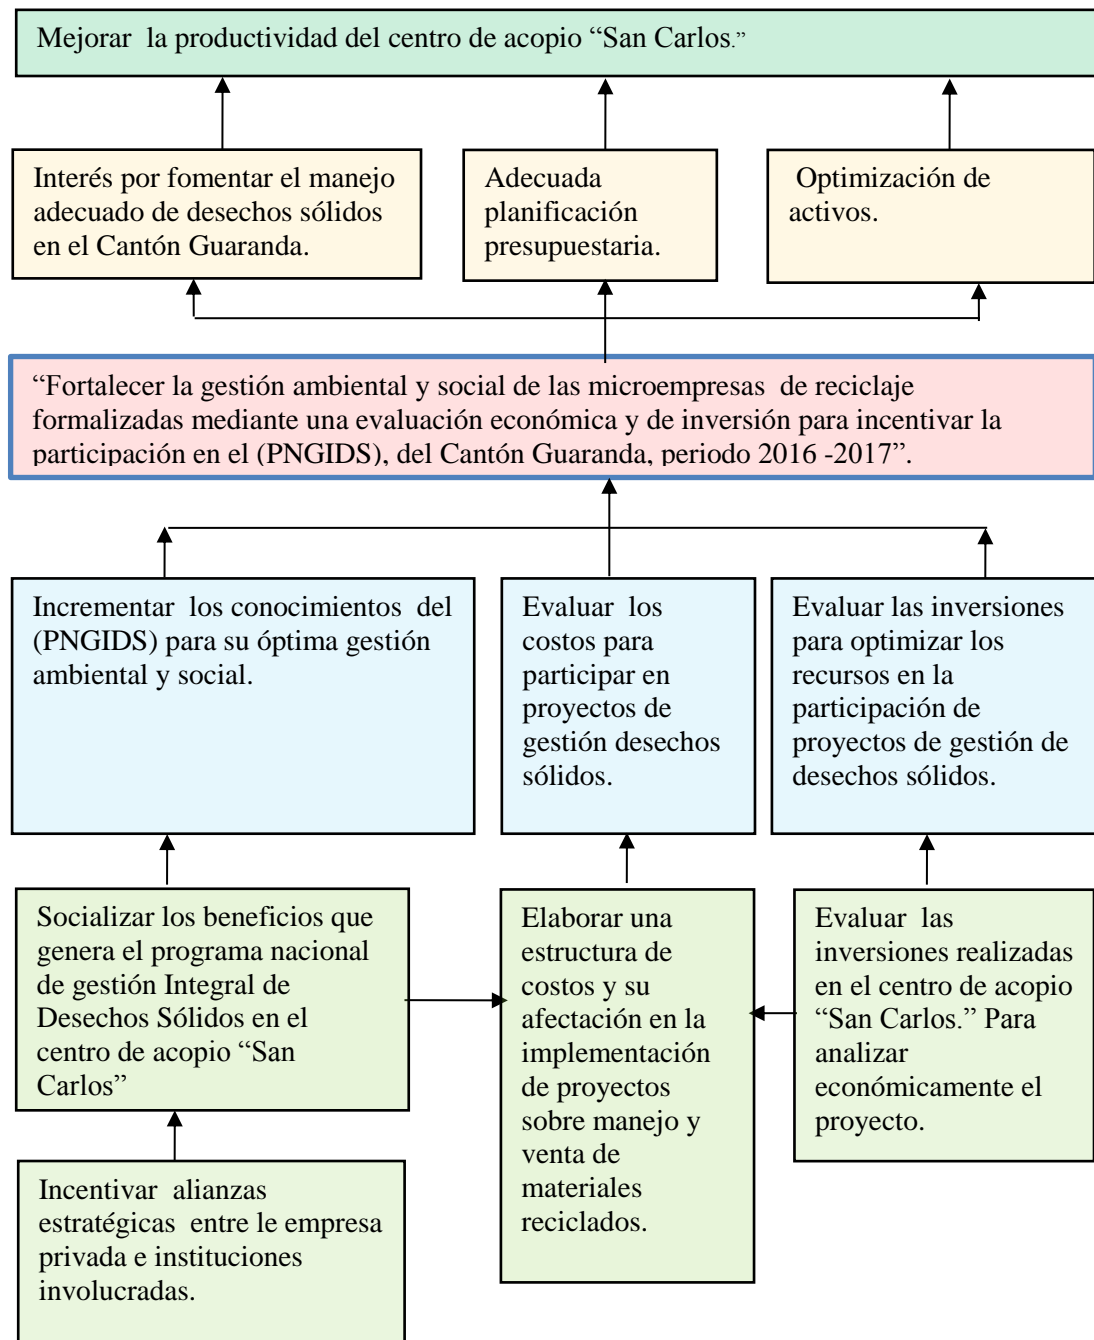 Mejorar  la productividad del centro de acopio “San Carlos.”
Interés por fomentar el manejo
adecuado de desechos sólidos
en el Cantón Guaranda.
Adecuada
planificación
presupuestaria.
Optimización de
activos.
“Fortalecer la gestión ambiental y social de las microempresas  de reciclaje
formalizadas mediante una evaluación económica y de inversión para incentivar la
participación en el (PNGIDS), del Cantón Guaranda, periodo 2016 -2017”.
Incrementar  los conocimientos  del
(PNGIDS) para su óptima gestión
ambiental y social.
Evaluar  los
costos para
participar en
proyectos de
gestión desechos
sólidos.
Evaluar las inversiones
para optimizar los
recursos en la
participación de
proyectos de gestión de
desechos sólidos.
Socializar los beneficios que
genera el programa nacional
de gestión Integral de
Desechos Sólidos en el
centro de acopio “San
Carlos”
Elaborar una
estructura de
costos y su
afectación en la
implementación
de proyectos
sobre manejo y
venta de
materiales
reciclados.
Evaluar  las
inversiones realizadas
en el centro de acopio
“San Carlos.” Para
analizar
económicamente el
proyecto.
Incentivar  alianzas
estratégicas  entre le empresa
privada e instituciones
involucradas.